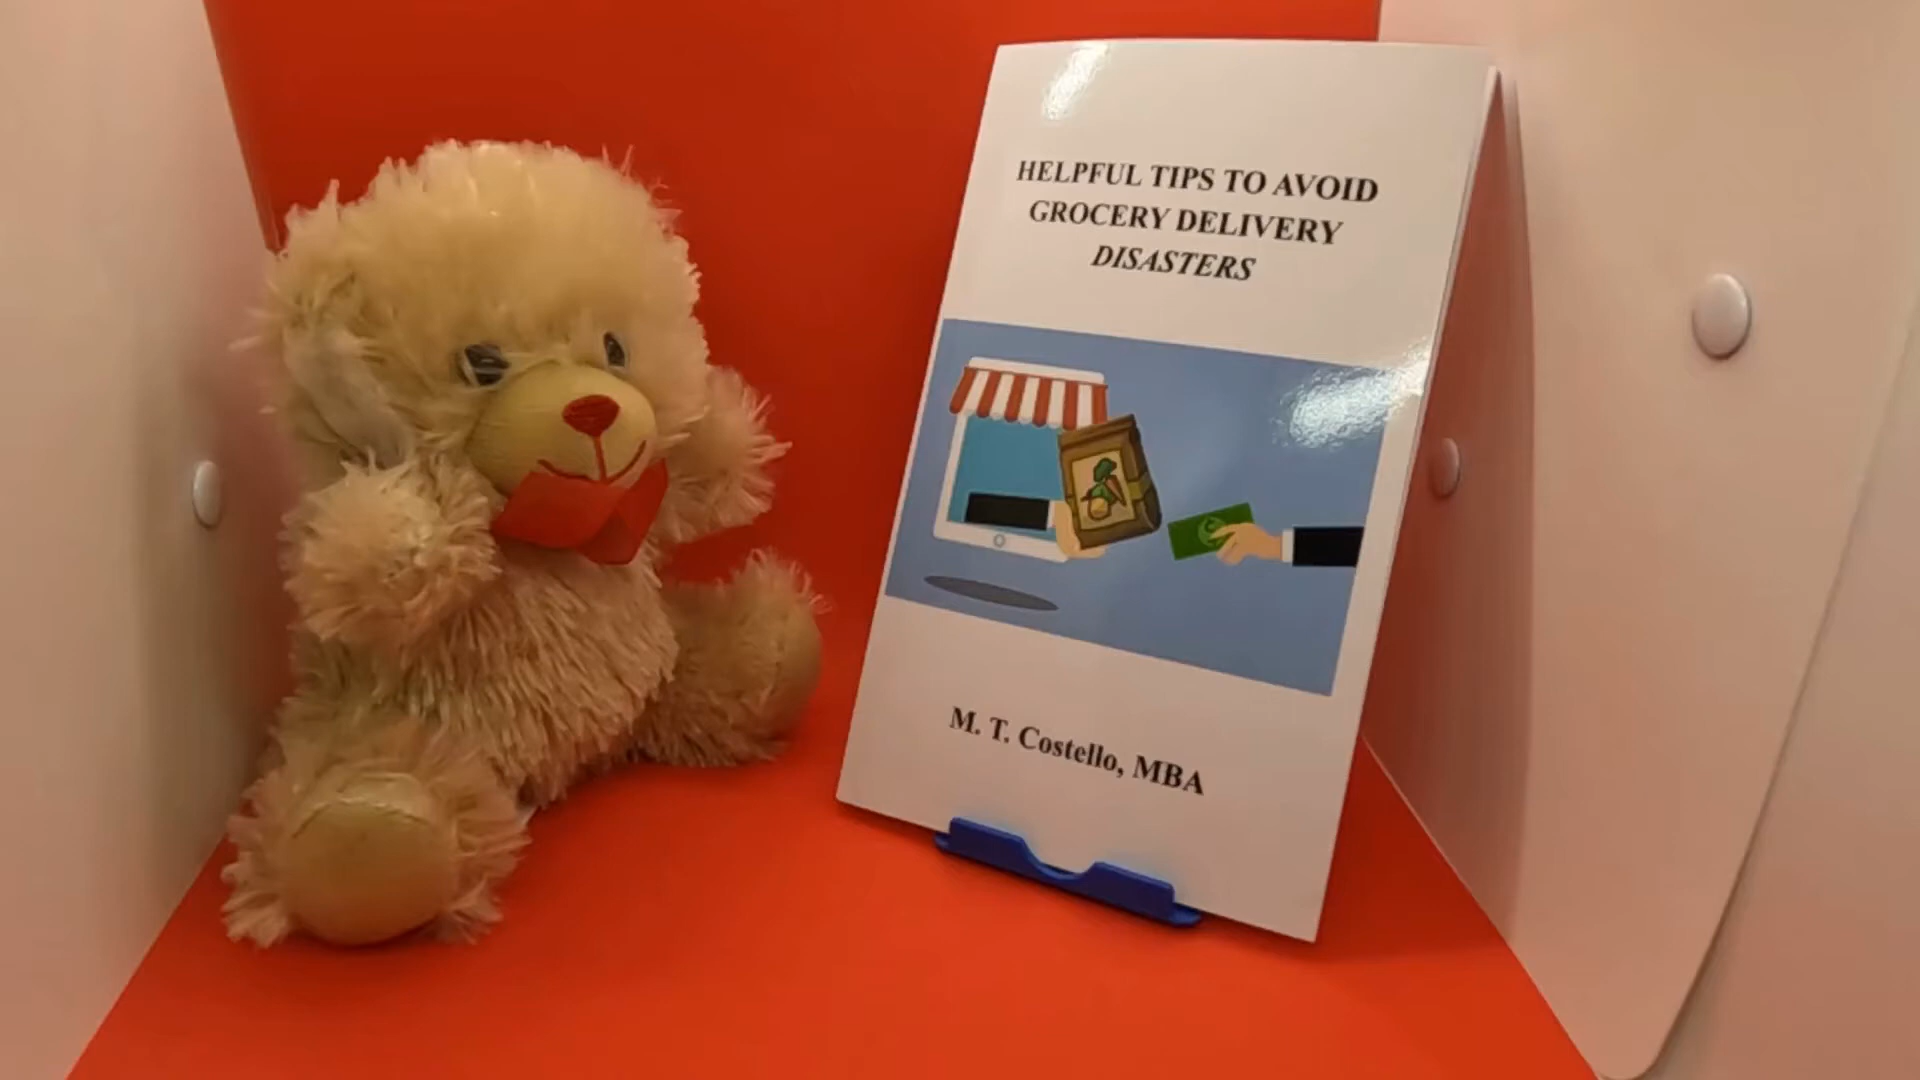 HELPFUL TIPS TO AVOID
GROCERY DELIVERY
DISASTERS
M. T. Costello, MBA